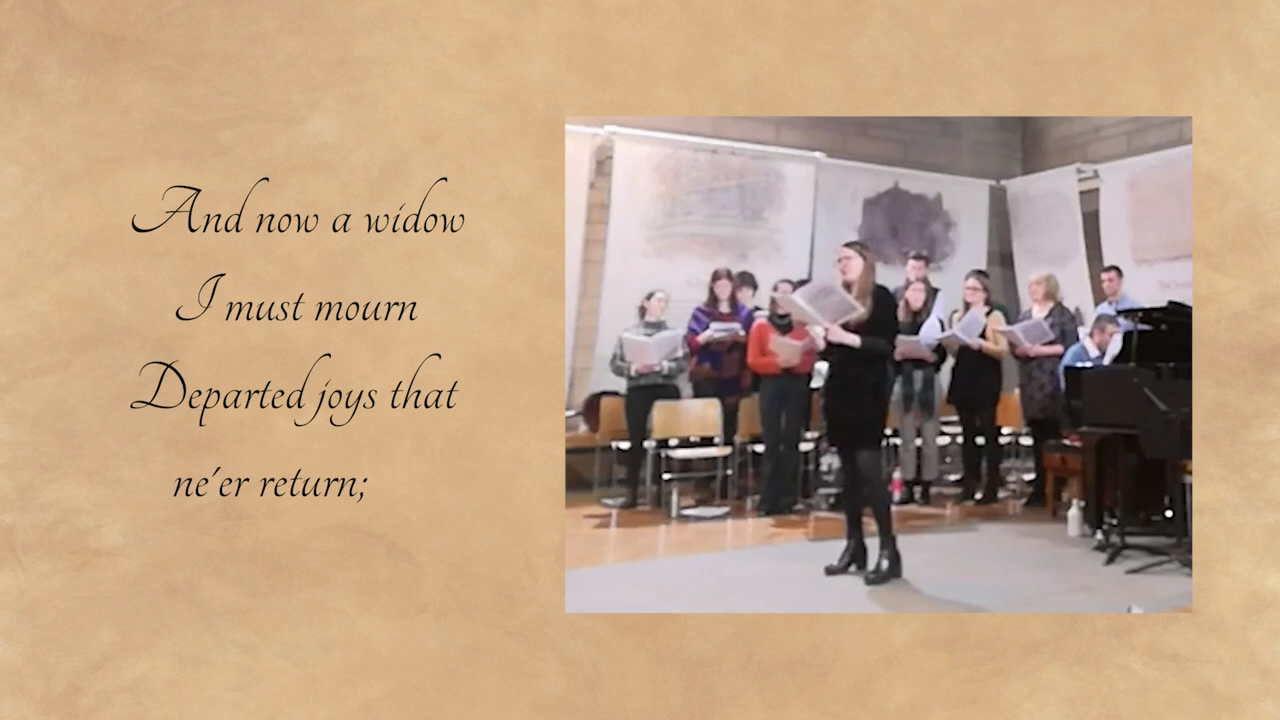 And now a widow
I must mourn
Departed joys that
ne'er return;